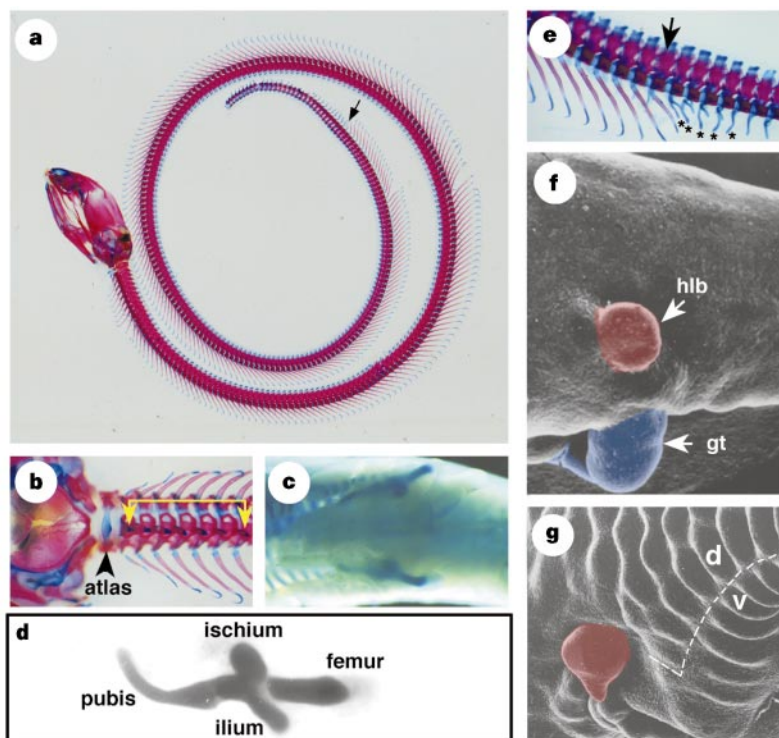 a
e
*****
f
hlb
gt
b
atlas
c
g
d
v
d
ischium
femur
pubis
ilium